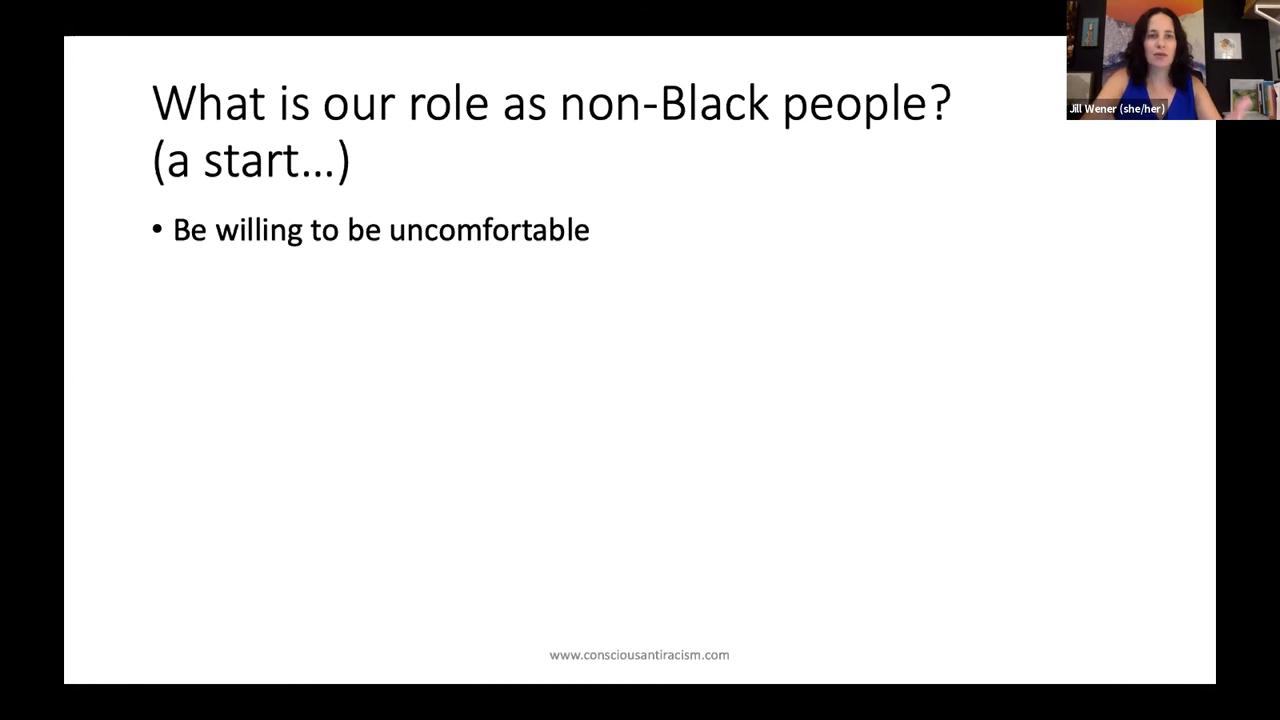 What is our role as non-Black people?
(a start...)
• Be willing to be uncomfortable
www.consciousantiracism.com
Jill Wener (she/her)